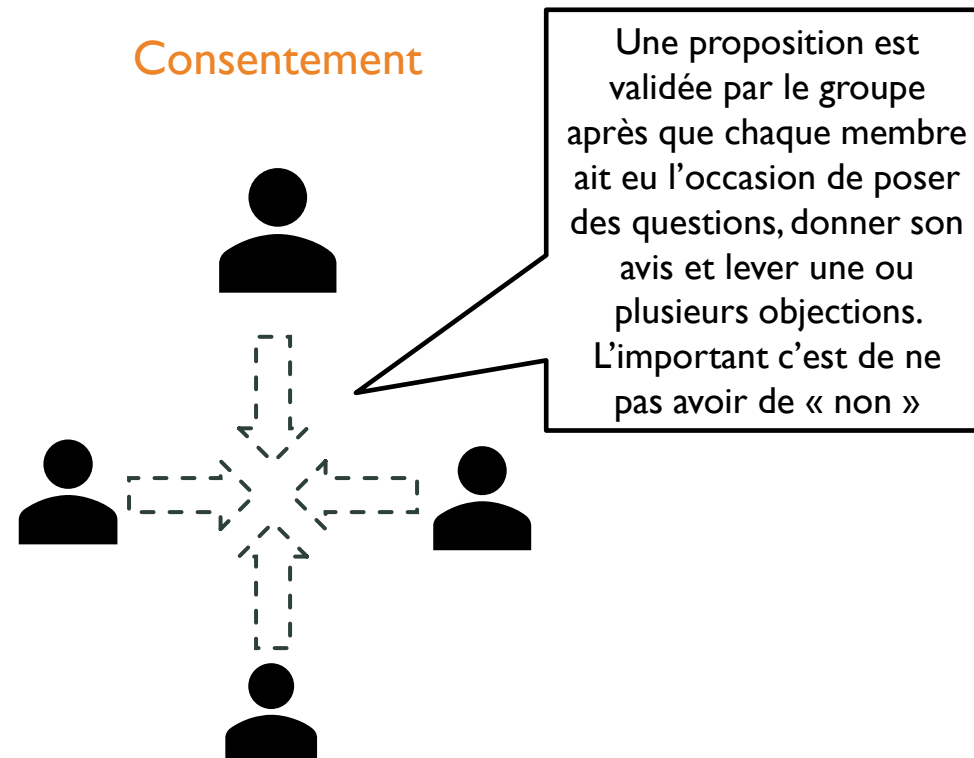 Consentement
Une proposition est
validée par le groupe
après que chaque membre
ait eu l’occasion de poser
des questions, donner son
avis et lever une ou
plusieurs objections.
L’important c’est de ne
pas avoir de « non »